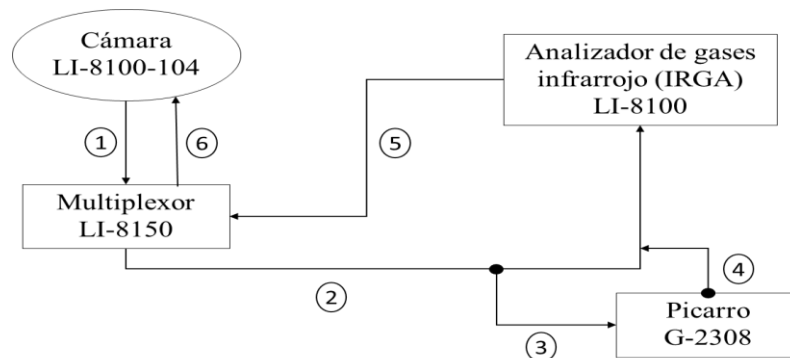 Cámara
LI-8100-104
Analizador de gases
infrarrojo (IRGA)
LI-8100
1
6
5
Multiplexor
LI-8150
2
4
3
Picarro
G-2308